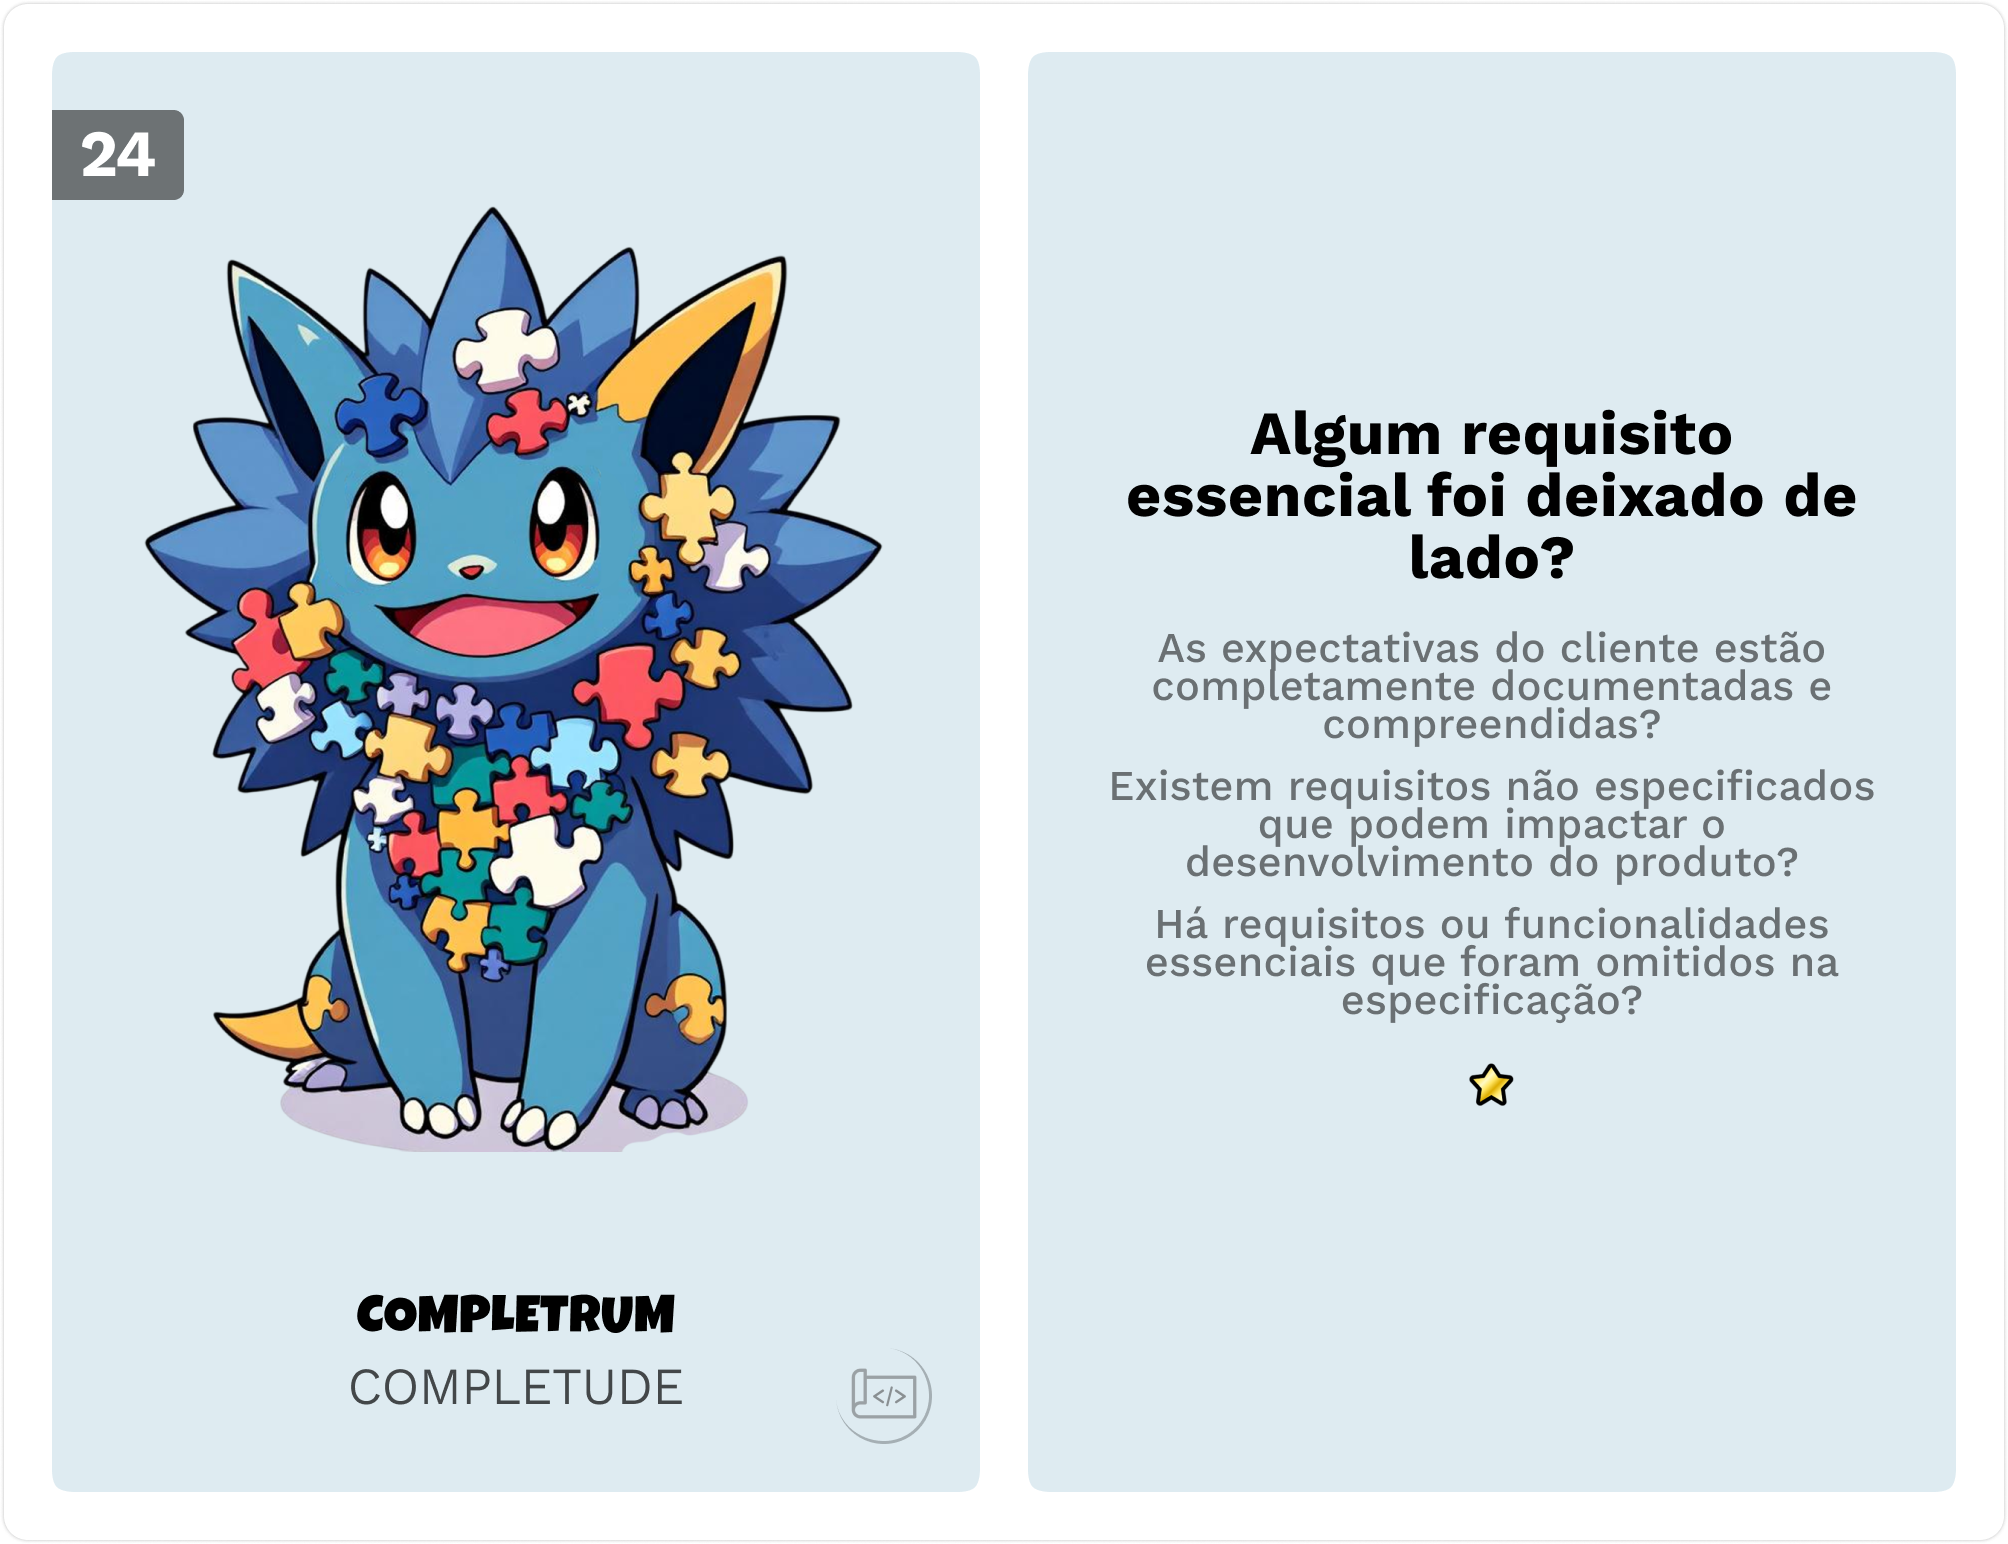 24
COMPLETRUM
COMPLETUDE
</>
Algum requisito
essencial foi deixado de
lado?
As expectativas do cliente estão
completamente documentadas e
compreendidas?
Existem requisitos não especificados
que podem impactar o
desenvolvimento do produto?
Há requisitos ou funcionalidades
essenciais que foram omitidos na
especificação?